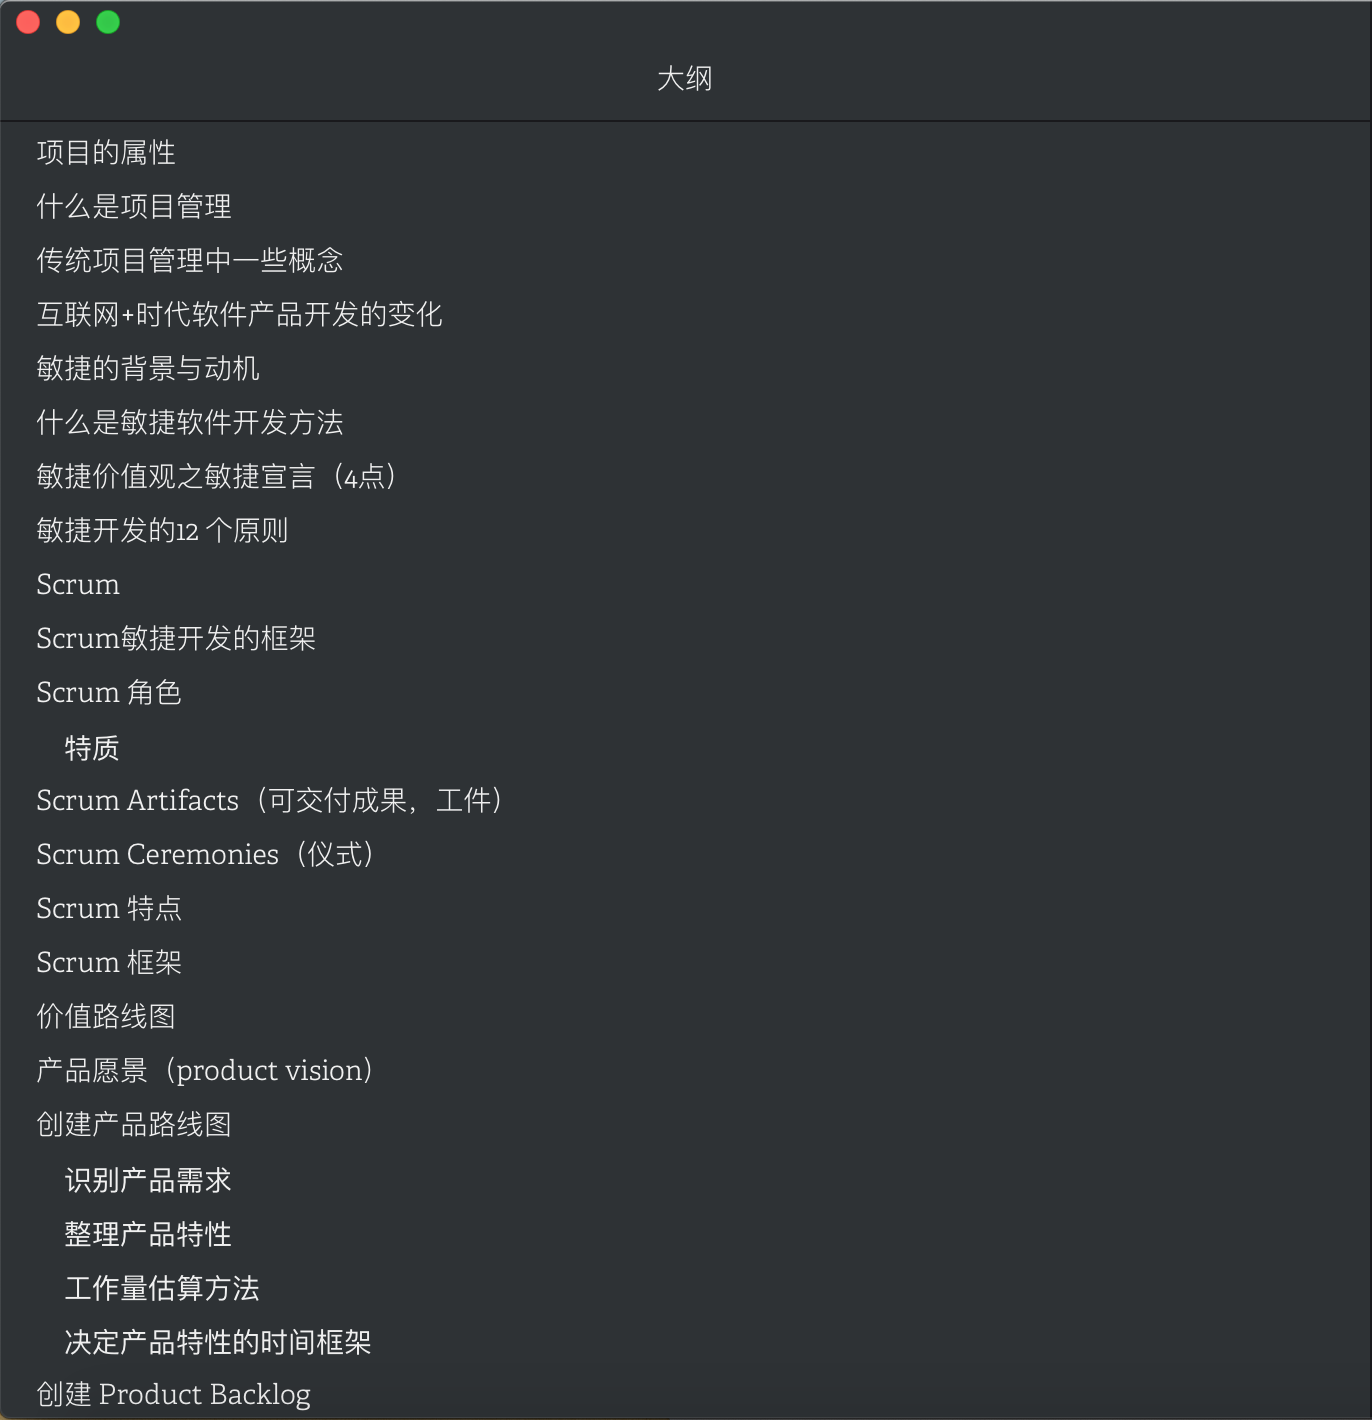 大纲
项目的属性
什么是项目管理
传统项目管理中一些概念
互联网+时代软件产品开发的变化
敏捷的背景与动机
什么是敏捷软件开发方法
敏捷价值观之敏捷宣言（4点）
敏捷开发的12 个原则
Scrum
Scrum敏捷开发的框架
Scrum 角色
特质
Scrum Artifacts（可交付成果，工件）
Scrum Ceremonies（仪式）
Scrum 特点
Scrum 框架
价值路线图
产品愿景（product vision）
创建产品路线图
识别产品需求
整理产品特性
工作量估算方法
决定产品特性的时间框架
创建 Product Backlog